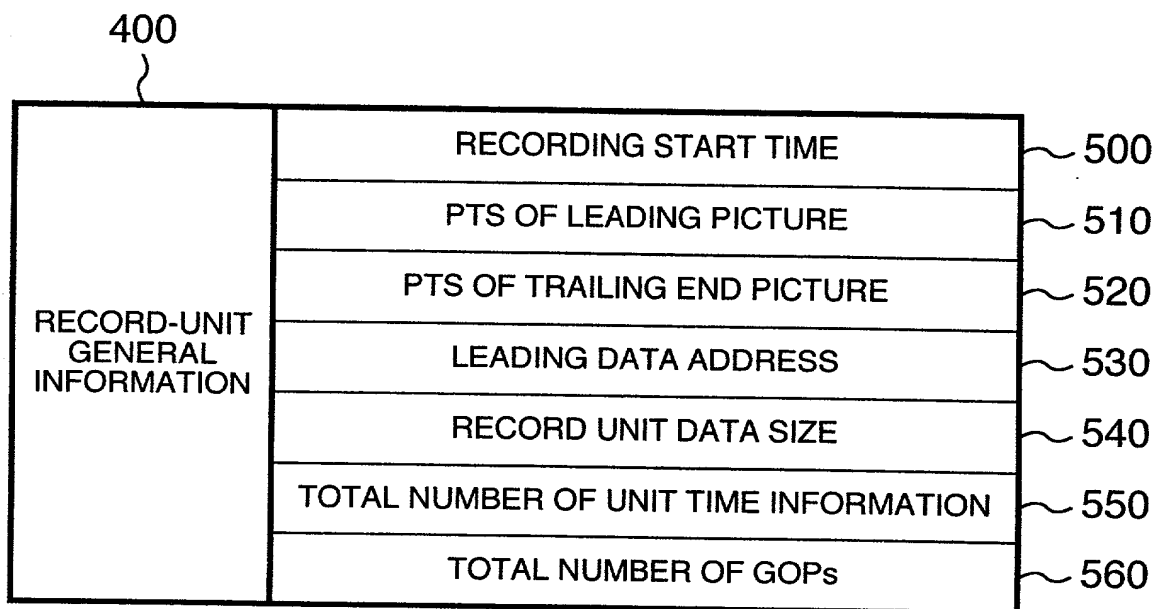 400
RECORDING START TIME
500
PTS OF LEADING PICTURE
510
PTS OF TRAILING END PICTURE
520
RECORD-UNIT
GENERAL
INFORMATION
LEADING DATA ADDRESS
530
RECORD UNIT DATA SIZE
540
TOTAL NUMBER OF UNIT TIME INFORMATION
550
TOTAL NUMBER OF GOPs
560